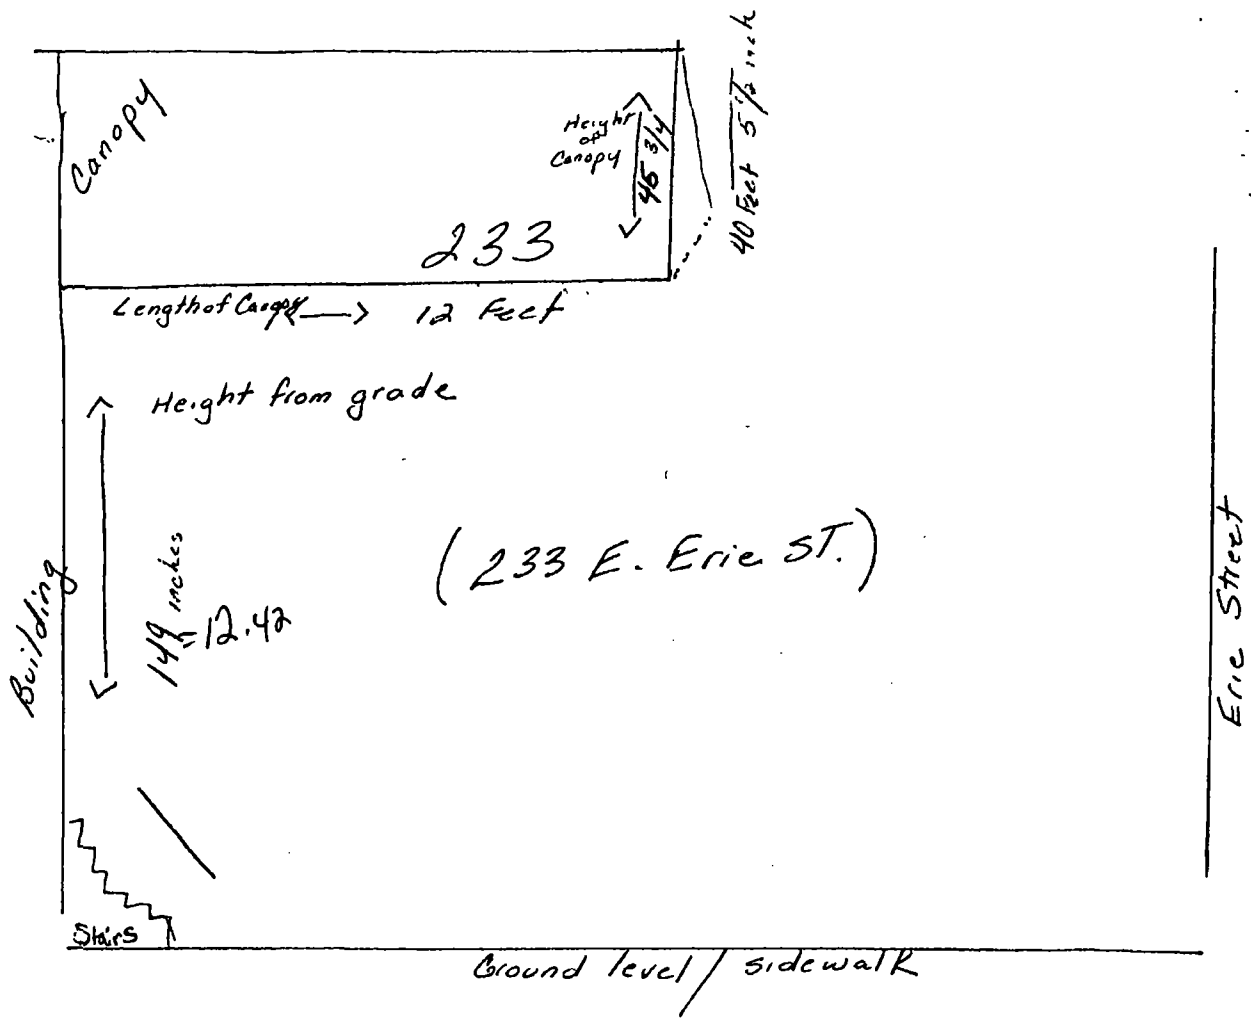 Canopy
Height
of
Canopy
45 3/4
40 Feet 5 1/2 inch
233
Length of Canopy
12 Feet
Height from grade
149 inches
=12.42
(233 E. Erie ST.)
Building
Erie Street
Stairs
Ground level / sidewalk